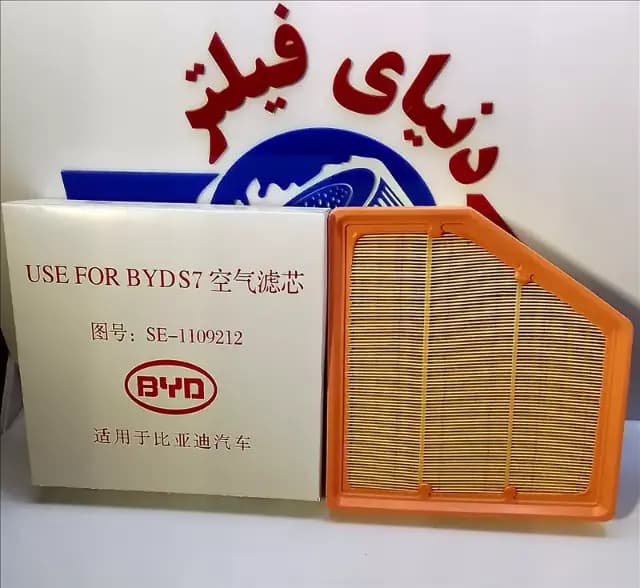 دنیای فیلتر
USE FOR BYDS7 空气滤芯
图号: SE-1109212
BYD
适用于比亚迪汽车